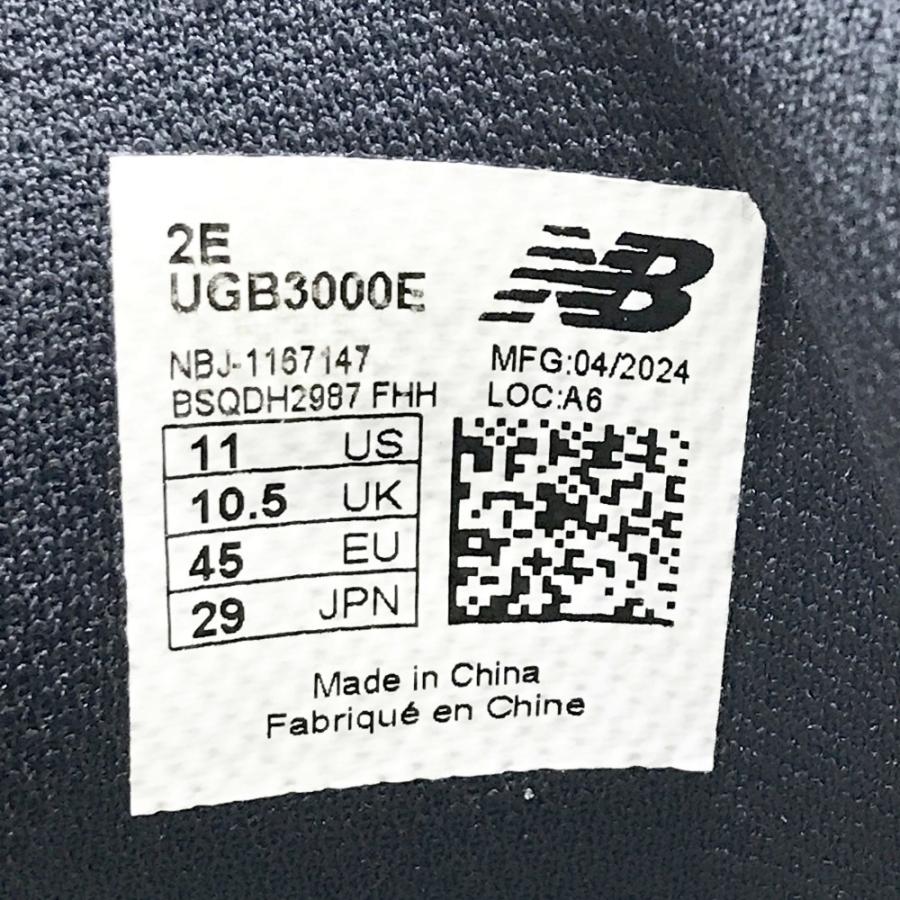 2E
UGB3000E
NB
NBJ-1167147
MFG:04/2024
BSQDH2987 FHH
LOC:A6
11 US
10.5 UK
45 EU
29 JPN
Made in China
Fabriqué en Chine